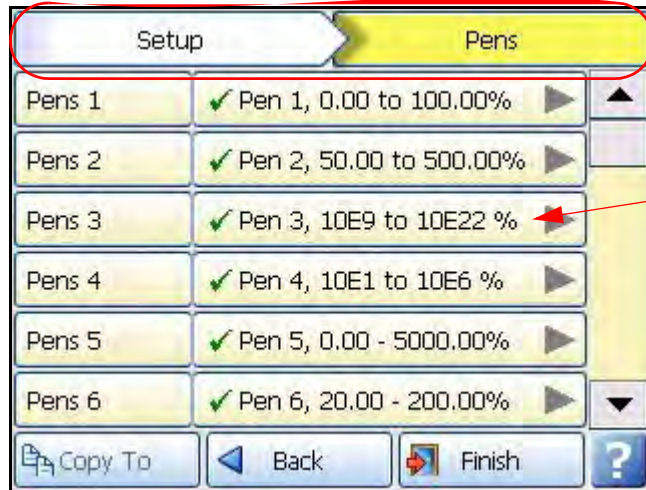 Setup Pens
Pens 1 Pen 1, 0.00 to 100.00%
Pens 2 Pen 2, 50.00 to 500.00%
Pens 3 Pen 3, 10E9 to 10E22 %
Pens 4 Pen 4, 10E1 to 10E6 %
Pens 5 Pen 5, 0.00 - 5000.00%
Pens 6 Pen 6, 20.00 - 200.00%
Copy To Back Finish ?